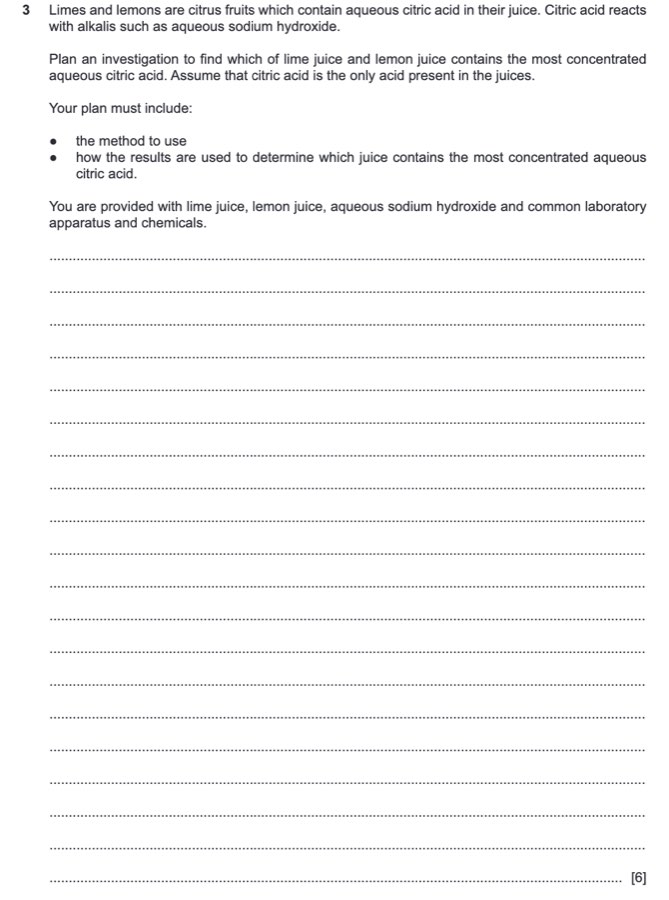 3 Limes and lemons are citrus fruits which contain aqueous citric acid in their juice. Citric acid reacts
with alkalis such as aqueous sodium hydroxide.
Plan an investigation to find which of lime juice and lemon juice contains the most concentrated
aqueous citric acid. Assume that citric acid is the only acid present in the juices.
Your plan must include:
• the method to use
• how the results are used to determine which juice contains the most concentrated aqueous
citric acid.
You are provided with lime juice, lemon juice, aqueous sodium hydroxide and common laboratory
apparatus and chemicals.
[6]